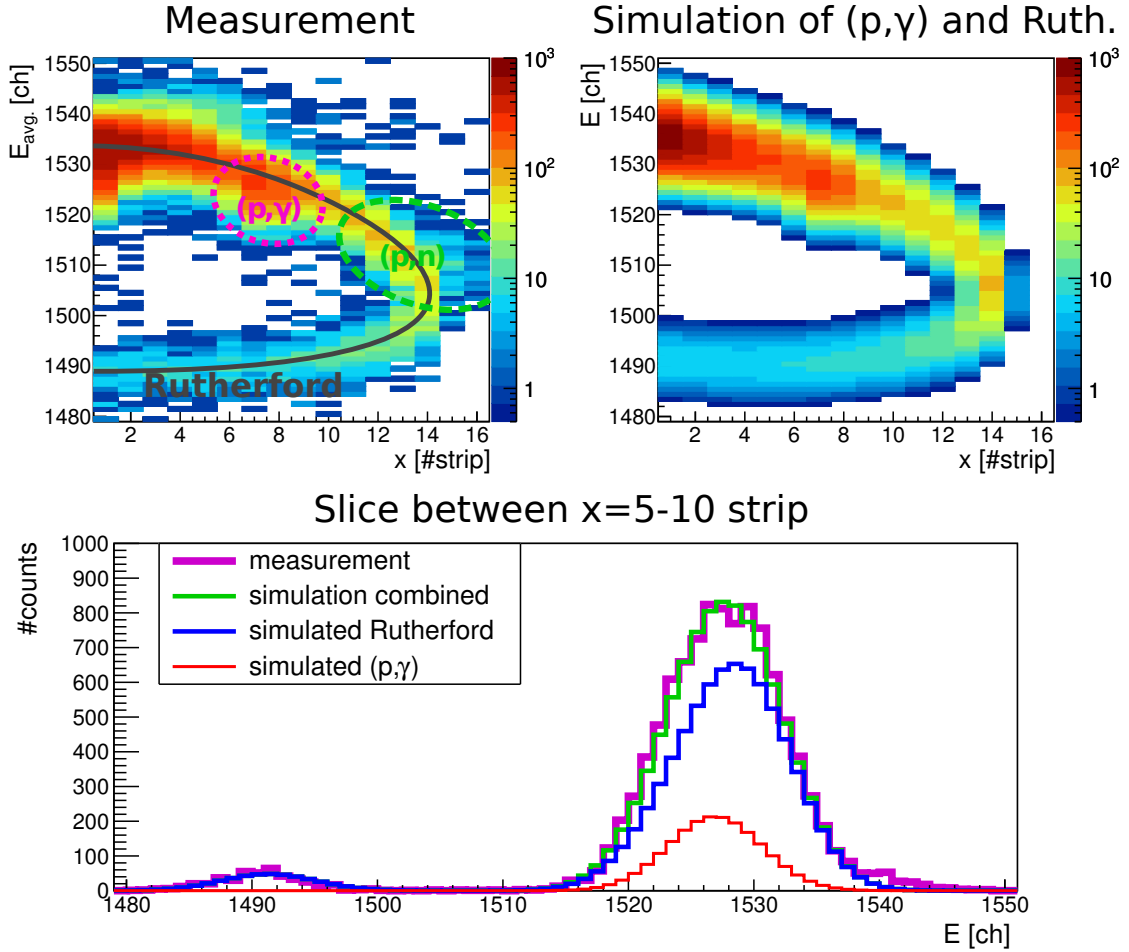 Measurement
E_avg. [ch]
1550
1540
1530
1520
1510
1500
1490
1480
(p,γ)
(p,n)
Rutherford
2 4 6 8 10 12 14 16
x [#strip]
10³
10²
10
1
Simulation of (p,γ) and Ruth.
E [ch]
1550
1540
1530
1520
1510
1500
1490
1480
2 4 6 8 10 12 14 16
x [#strip]
10³
10²
10
1
Slice between x=5-10 strip
#counts
1000
900
800
700
600
500
400
300
200
100
0
measurement
simulation combined
simulated Rutherford
simulated (p,γ)
1480 1490 1500 1510 1520 1530 1540 1550
E [ch]